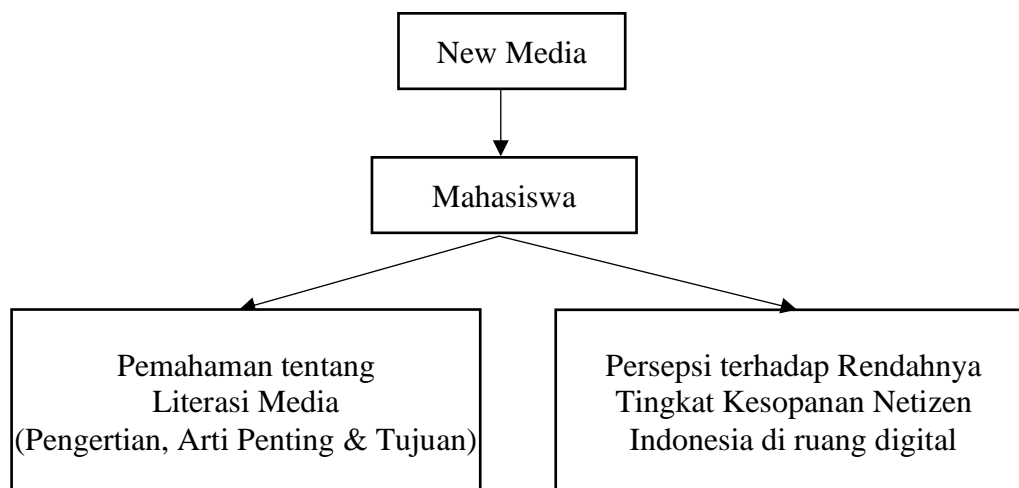 New Media
Mahasiswa
Pemahaman tentang
Literasi Media
(Pengertian, Arti Penting & Tujuan)
Persepsi terhadap Rendahnya
Tingkat Kesopanan Netizen
Indonesia di ruang digital